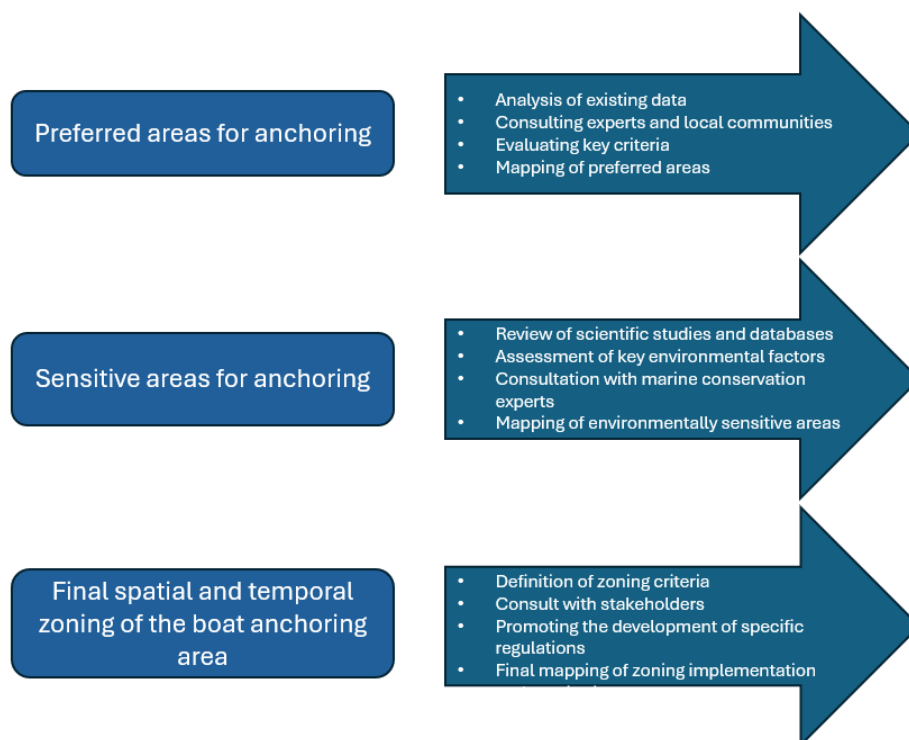 Preferred areas for anchoring
• Analysis of existing data
• Consulting experts and local communities
• Evaluating key criteria
• Mapping of preferred areas
Sensitive areas for anchoring
• Review of scientific studies and databases
• Assessment of key environmental factors
• Consultation with marine conservation
experts
• Mapping of environmentally sensitive areas
Final spatial and temporal
zoning of the boat anchoring
area
• Definition of zoning criteria
• Consult with stakeholders
• Promoting the development of specific
regulations
• Final mapping of zoning implementation